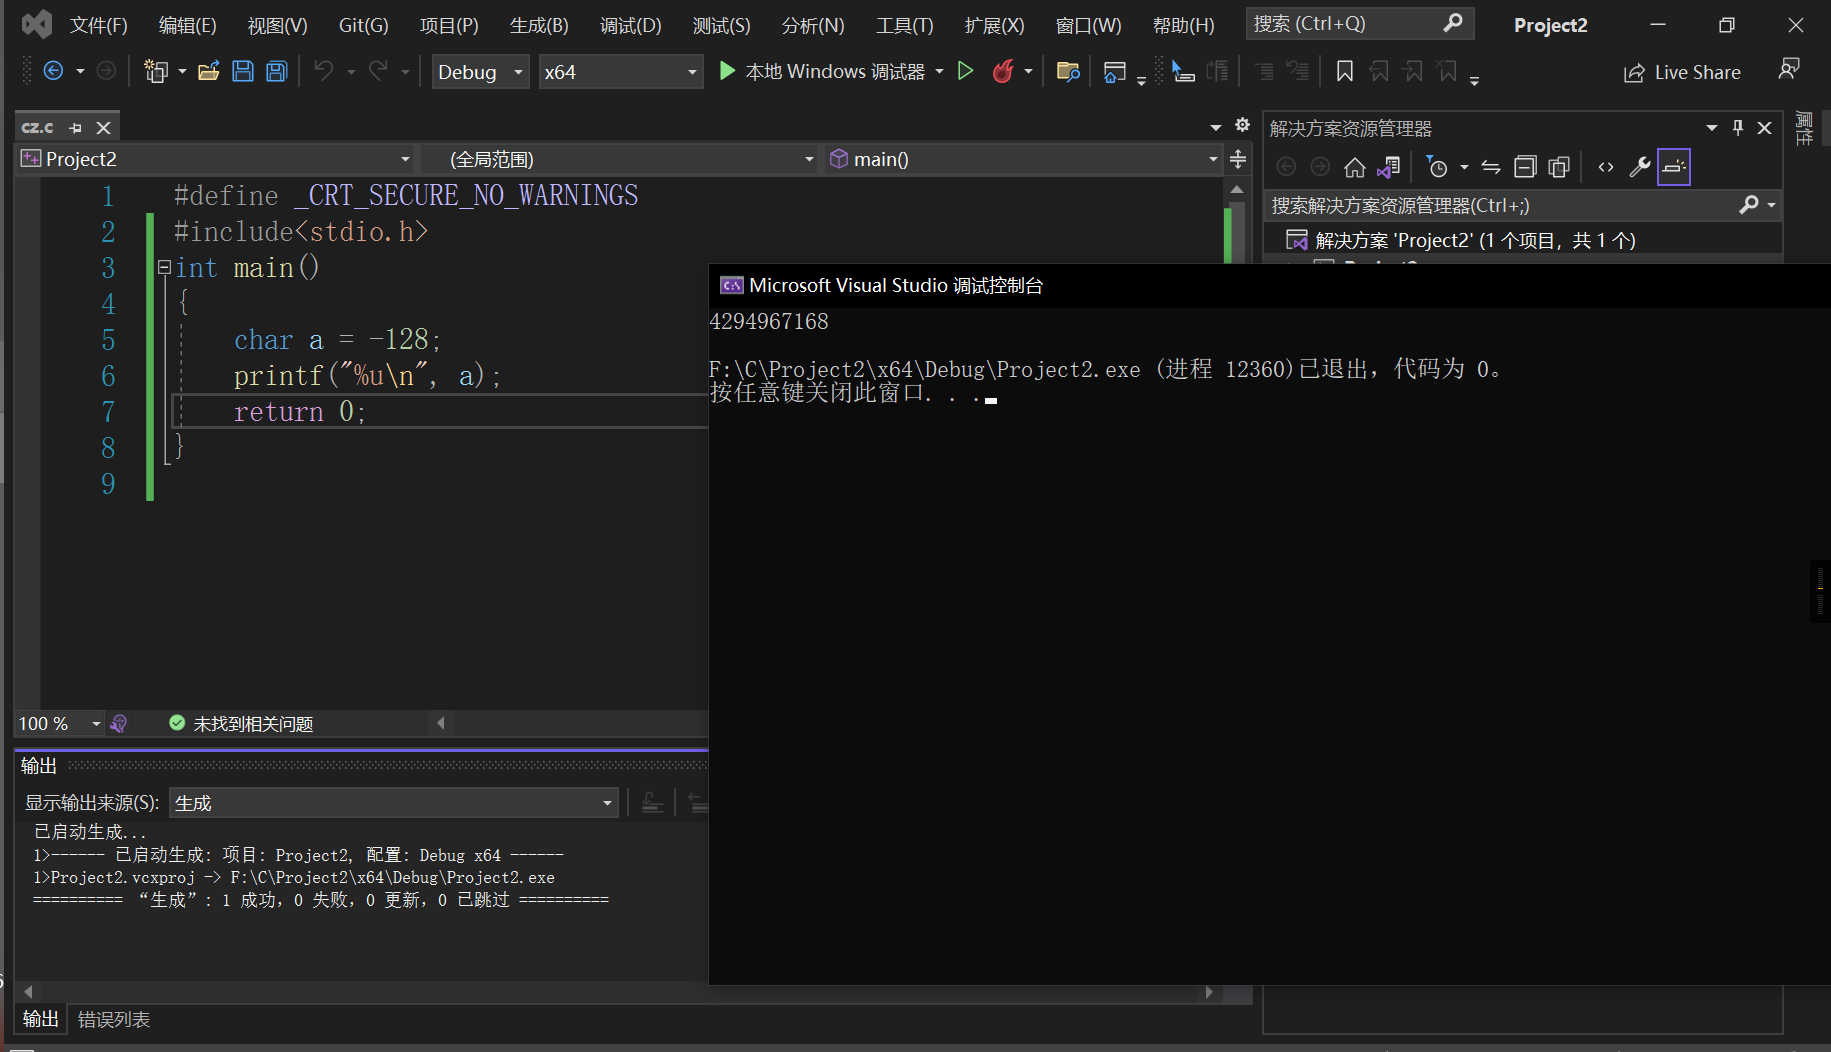 文件(F) 编辑(E) 视图(V) Git(G) 项目(P) 生成(B) 调试(D) 测试(S) 分析(N) 工具(T) 扩展(X) 窗口(W) 帮助(H) 搜索 (Ctrl+Q) Project2
Debug x64 本地 Windows 调试器 Live Share
cz.c
Project2 (全局范围) main()
1 #define _CRT_SECURE_NO_WARNINGS
2 #include<stdio.h>
3 int main()
4 {
5 char a = -128;
6 printf("%u\n", a);
7 return 0;
8 }
9
100 % 未找到相关问题
输出
显示输出来源(S): 生成
已启动生成...
1>------ 已启动生成: 项目: Project2, 配置: Debug x64 ------
1>Project2.vcxproj -> F:\C\Project2\x64\Debug\Project2.exe
========== “生成”: 1 成功，0 失败，0 更新，0 已跳过 ==========
输出 错误列表
解决方案资源管理器
搜索解决方案资源管理器(Ctrl+;)
解决方案 'Project2' (1 个项目，共 1 个)
属性
Microsoft Visual Studio 调试控制台
4294967168
F:\C\Project2\x64\Debug\Project2.exe (进程 12360)已退出，代码为 0。
按任意键关闭此窗口. . .